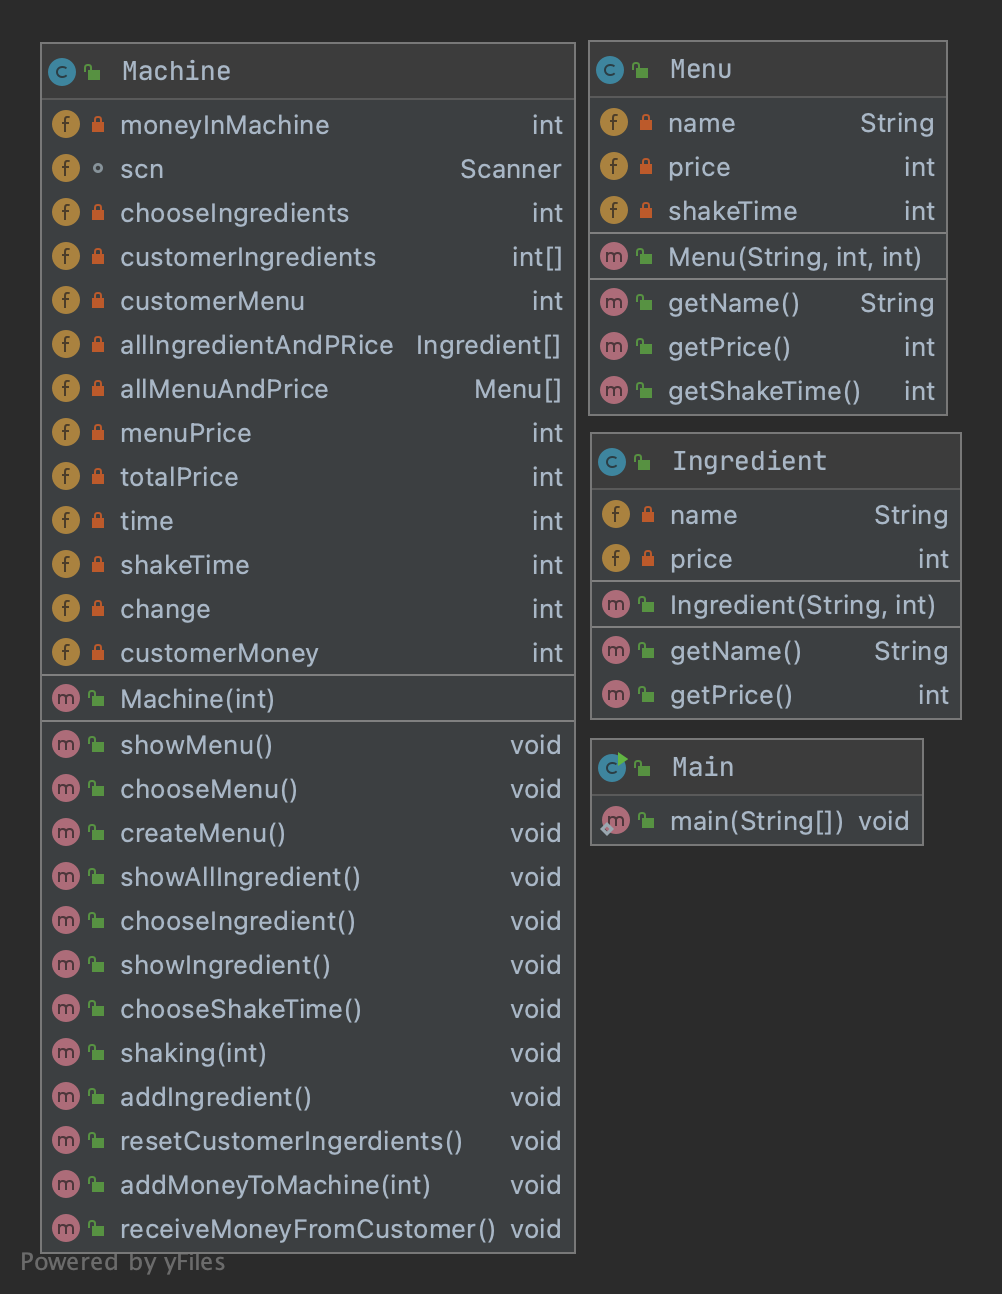 Machine
moneyInMachine int
scn Scanner
chooseIngredients int
customerIngredients int[]
customerMenu int
allIngredientAndPRice Ingredient[]
allMenuAndPrice Menu[]
menuPrice int
totalPrice int
time int
shakeTime int
change int
customerMoney int
Machine(int)
showMenu() void
chooseMenu() void
createMenu() void
showAllIngredient() void
chooseIngredient() void
showIngredient() void
chooseShakeTime() void
shaking(int) void
addIngredient() void
resetCustomerIngerdients() void
addMoneyToMachine(int) void
receiveMoneyFromCustomer() void
Menu
name String
price int
shakeTime int
Menu(String, int, int)
getName() String
getPrice() int
getShakeTime() int
Ingredient
name String
price int
Ingredient(String, int)
getName() String
getPrice() int
Main
main(String[]) void
Powered by yFiles